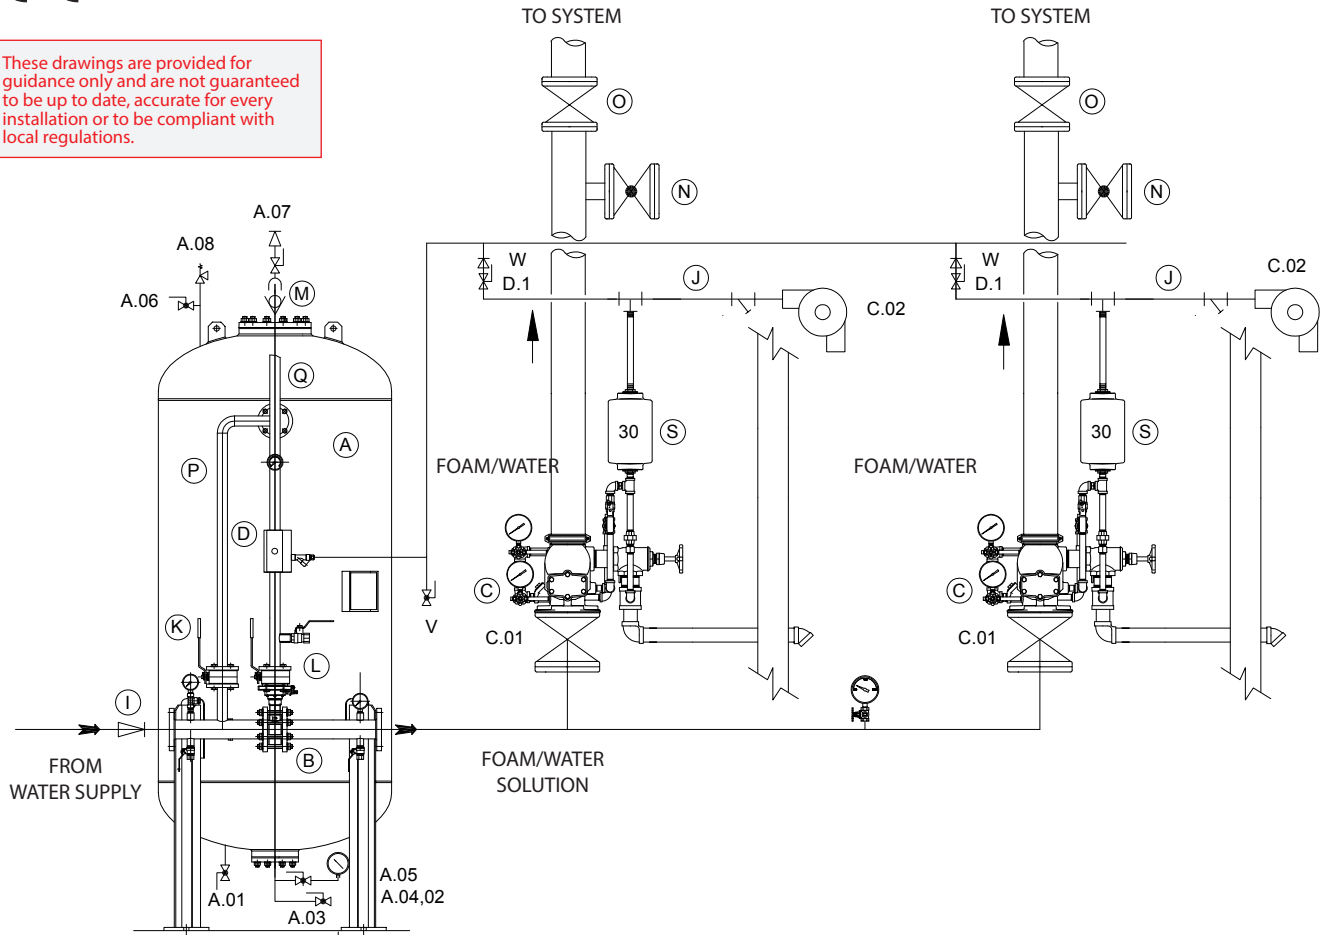 TO SYSTEM
TO SYSTEM
These drawings are provided for
guidance only and are not guaranteed
to be up to date, accurate for every
installation or to be compliant with
local regulations.
O
O
N
N
A.07
A.08
A.06
M
W
D.1
J
C.02
W
D.1
J
C.02
Q
A
P
30
S
30
S
FOAM/WATER
FOAM/WATER
D
K
L
V
C
C.01
C
C.01
I
B
FROM
WATER SUPPLY
FOAM/WATER
SOLUTION
A.01
A.03
A.05
A.04,02